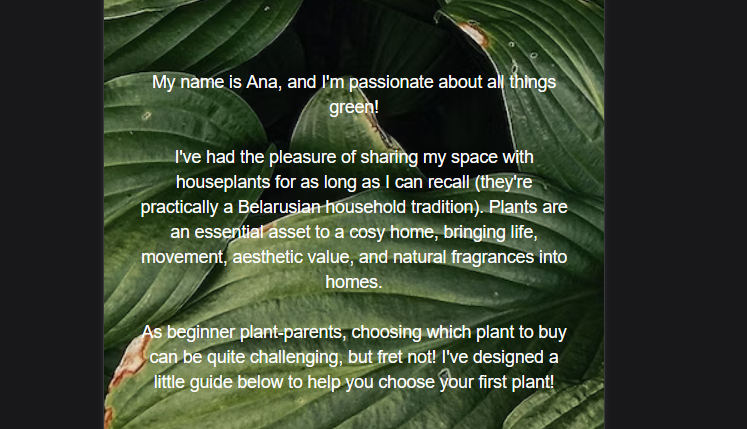 My name is Ana, and I'm passionate about all things
green!
I've had the pleasure of sharing my space with
houseplants for as long as I can recall (they're
practically a Belarusian household tradition). Plants are
an essential asset to a cosy home, bringing life,
movement, aesthetic value, and natural fragrances into
homes.
As beginner plant-parents, choosing which plant to buy
can be quite challenging, but fret not! I've designed a
little guide below to help you choose your first plant!